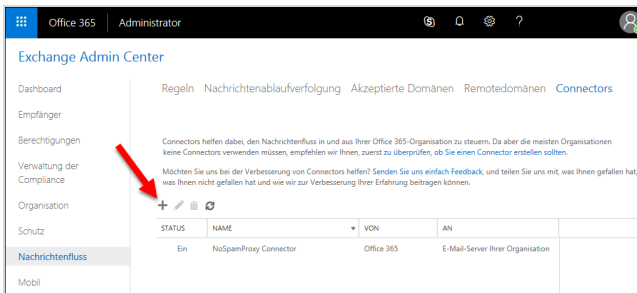 Office 365 Administrator
Exchange Admin Center
Dashboard
Empfänger
Berechtigungen
Verwaltung der
Compliance
Organisation
Schutz
Nachrichtenfluss
Mobil
Regeln Nachrichtenablaufverfolgung Akzeptierte Domänen Remotedomänen Connectors
Connectors helfen dabei, den Nachrichtenfluss in und aus Ihrer Office 365-Organisation zu steuern. Da aber die meisten Organisationen
keine Connectors verwenden müssen, empfehlen wir Ihnen, zuerst zu überprüfen, ob Sie einen Connector erstellen sollten.
Möchten Sie uns bei der Verbesserung von Connectors helfen? Senden Sie uns einfach Feedback, und teilen Sie uns mit, was Ihnen gefallen hat,
was Ihnen nicht gefallen hat und wie wir zur Verbesserung Ihrer Erfahrung beitragen können.
STATUS NAME VON AN
Ein NoSpamProxy Connector Office 365 E-Mail-Server Ihrer Organisation